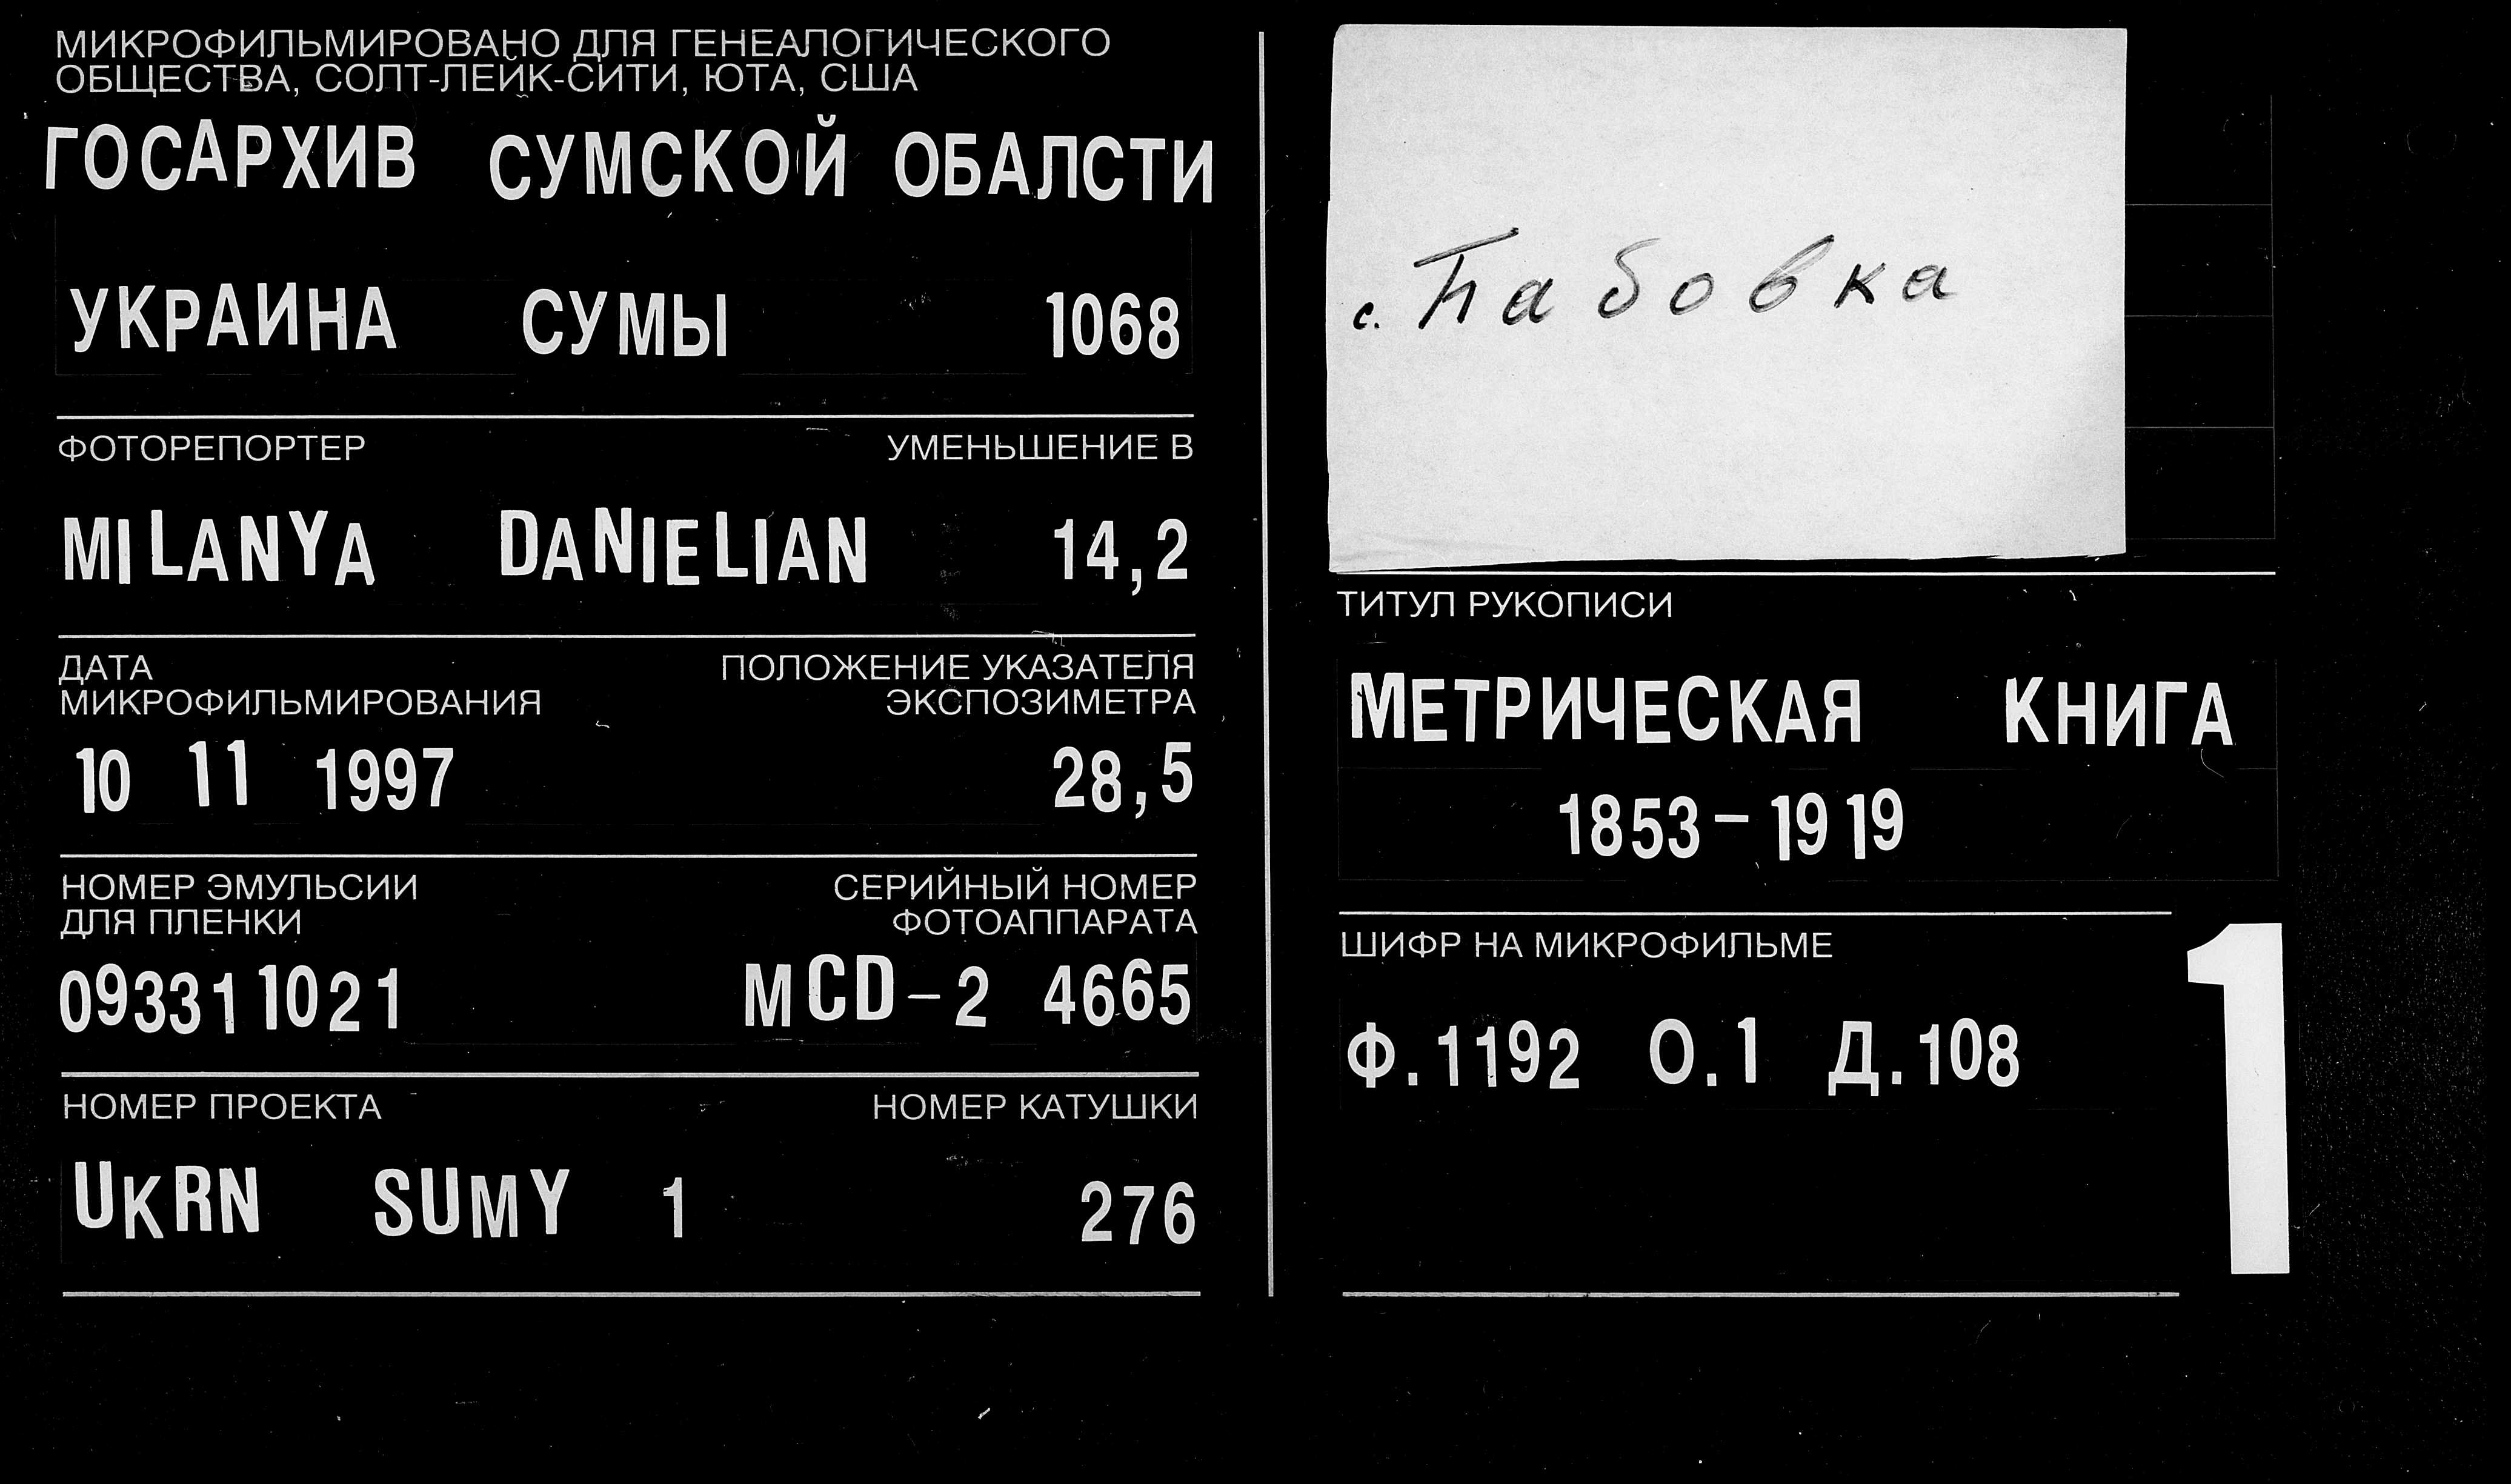 МИКРОФИЛЬМИРОВАНО ДЛЯ ГЕНЕАЛОГИЧЕСКОГО
ОБЩЕСТВА, СОЛТ-ЛЕЙК-СИТИ, ЮТА, США
ГОСАРХИВ СУМСКОЙ ОБАЛСТИ
УКРАИНА СУМЫ 1068
ФОТОРЕПОРТЕР УМЕНЬШЕНИЕ В
MILANYA DANIELIAN 14,2
ДАТА ПОЛОЖЕНИЕ УКАЗАТЕЛЯ
МИКРОФИЛЬМИРОВАНИЯ ЭКСПОЗИМЕТРА
10 11 1997 28,5
НОМЕР ЭМУЛЬСИИ СЕРИЙНЫЙ НОМЕР
ДЛЯ ПЛЕНКИ ФОТОАППАРАТА
093311021 MCD-2 4665
НОМЕР ПРОЕКТА НОМЕР КАТУШКИ
UKRN SUMY 1 276
с. Бабовка
ТИТУЛ РУКОПИСИ
МЕТРИЧЕСКАЯ КНИГА
1853-1919
ШИФР НА МИКРОФИЛЬМЕ
Ф.1192 О.1 Д.108
1